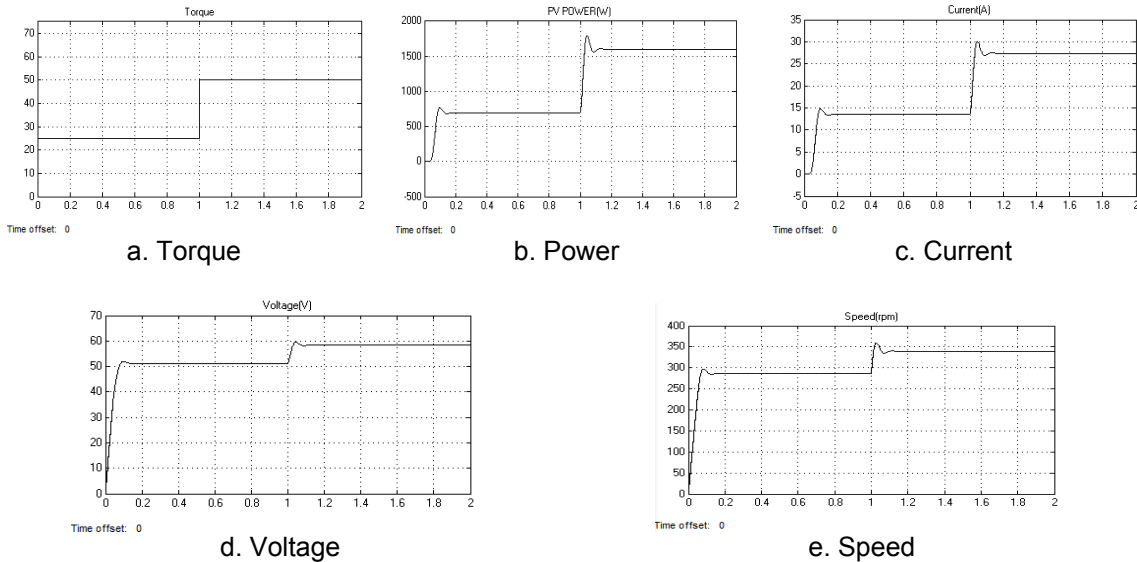 Torque
70
60
50
40
30
20
10
0
0 0.2 0.4 0.6 0.8 1 1.2 1.4 1.6 1.8 2
Time offset: 0
a. Torque
PV POWER(W)
2000
1500
1000
500
0
-500
0 0.2 0.4 0.6 0.8 1 1.2 1.4 1.6 1.8 2
b. Power
Current(A)
35
30
25
20
15
10
5
0
5
0 0.2 0.4 0.6 0.8 1 1.2 1.4 1.6 1.8 2
Time offset: 0
c. Current
Voltage(V)
70
60
50
40
30
20
10
0
0 0.2 0.4 0.6 0.8 1 1.2 1.4 1.6 1.8 2
Time offset: 0
d. Voltage
Speed(rpm)
400
350
300
250
200
150
100
50
0
0 0.2 0.4 0.6 0.8 1 1.2 1.4 1.6 1.8 2
Time offset: 0
e. Speed